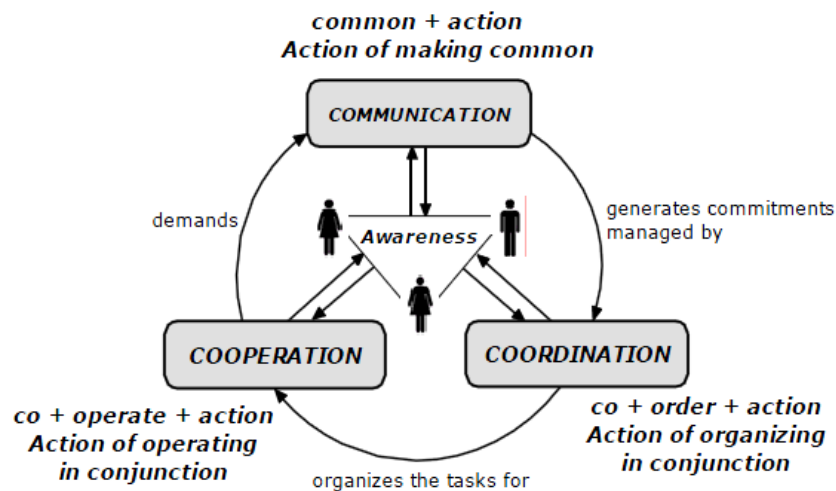 common + action
Action of making common
COMMUNICATION
demands
generates commitments
managed by
Awareness
COOPERATION
COORDINATION
co + operate + action
Action of operating
in conjunction
co + order + action
Action of organizing
in conjunction
organizes the tasks for